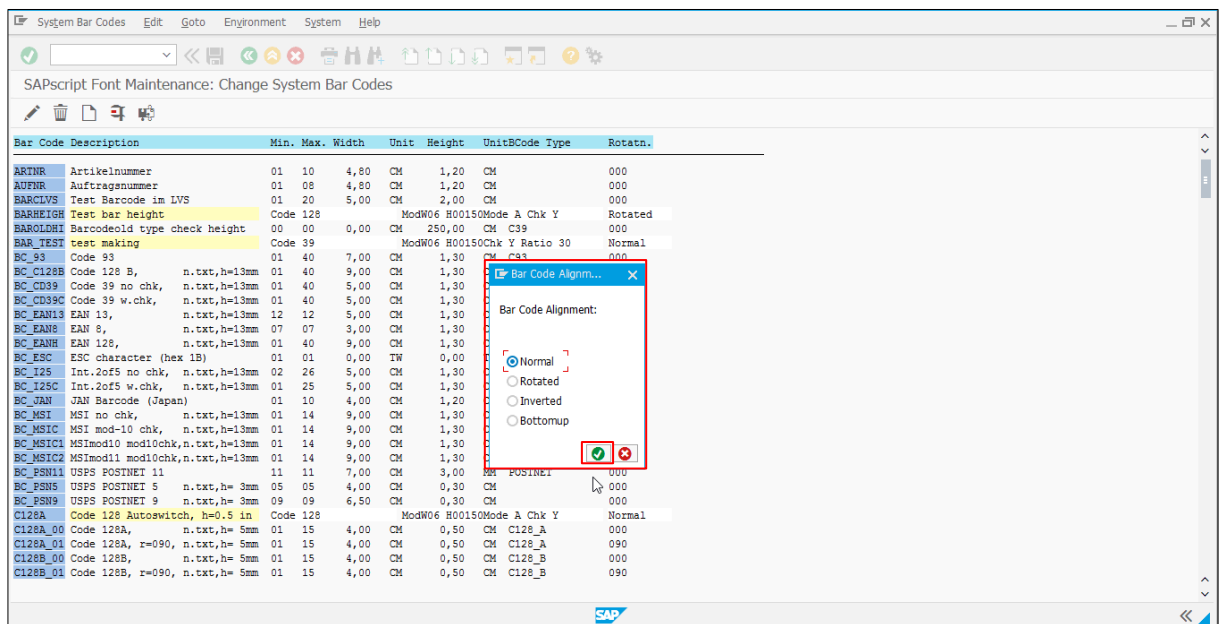 System Bar Codes Edit Goto Environment System Help
SAPscript Font Maintenance: Change System Bar Codes
Bar Code Description Min. Max. Width Unit Height UnitBCode Type Rotatn.
ARTNR Artikelnummer 01 10 4,80 CM 1,20 CM 000
AUFNR Auftragsnummer 01 08 4,80 CM 1,20 CM 000
BARCLVS Test Barcode im LVS 01 20 5,00 CM 2,00 CM 000
BARHEIGH Test bar height Code 128 ModW06 H00150Mode A Chk Y Rotated
BAROLDHI Barcodeold type check height 00 00 0,00 CM 250,00 CM C39 000
BAR_TEST test making Code 39 ModW06 H00150Chk Y Ratio 30 Normal
BC_93 Code 93 01 40 7,00 CM 1,30 CM C93 000
BC_C128B Code 128 B, n.txt,h=13mm 01 40 9,00 CM 1,30
BC_CD39 Code 39 no chk, n.txt,h=13mm 01 40 5,00 CM 1,30
BC_CD39C Code 39 w.chk, n.txt,h=13mm 01 40 5,00 CM 1,30
BC_EAN13 EAN 13, n.txt,h=13mm 12 12 5,00 CM 1,30
BC_EAN8 EAN 8, n.txt,h=13mm 07 07 3,00 CM 1,30
BC_EANH EAN 128, n.txt,h=13mm 01 40 9,00 CM 1,30
BC_ESC ESC character (hex 1B) 01 01 0,00 TW 0,00
BC_I25 Int.2of5 no chk, n.txt,h=13mm 02 26 5,00 CM 1,30
BC_I25C Int.2of5 w.chk, n.txt,h=13mm 01 25 5,00 CM 1,30
BC_JAN JAN Barcode (Japan) 01 10 4,00 CM 1,20
BC_MSI MSI no chk, n.txt,h=13mm 01 14 9,00 CM 1,30
BC_MSIC MSI mod-10 chk, n.txt,h=13mm 01 14 9,00 CM 1,30
BC_MSIC1 MSImod10 mod10chk,n.txt,h=13mm 01 14 9,00 CM 1,30
BC_MSIC2 MSImod11 mod10chk,n.txt,h=13mm 01 14 9,00 CM 1,30
BC_PSN11 USPS POSTNET 11 11 11 7,00 CM 3,00 MM POSTNET 000
BC_PSN5 USPS POSTNET 5 n.txt,h= 3mm 05 05 4,00 CM 0,30 CM 000
BC_PSN9 USPS POSTNET 9 n.txt,h= 3mm 09 09 6,50 CM 0,30 CM 000
C128A Code 128 Autoswitch, h=0.5 in Code 128 ModW06 H00150Mode A Chk Y Normal
C128A_00 Code 128A, n.txt,h= 5mm 01 15 4,00 CM 0,50 CM C128_A 000
C128A_01 Code 128A, r=090, n.txt,h= 5mm 01 15 4,00 CM 0,50 CM C128_A 090
C128B_00 Code 128B, n.txt,h= 5mm 01 15 4,00 CM 0,50 CM C128_B 000
C128B_01 Code 128B, r=090, n.txt,h= 5mm 01 15 4,00 CM 0,50 CM C128_B 090
Bar Code Alignm...
Bar Code Alignment:
Normal
Rotated
Inverted
Bottomup
SAP